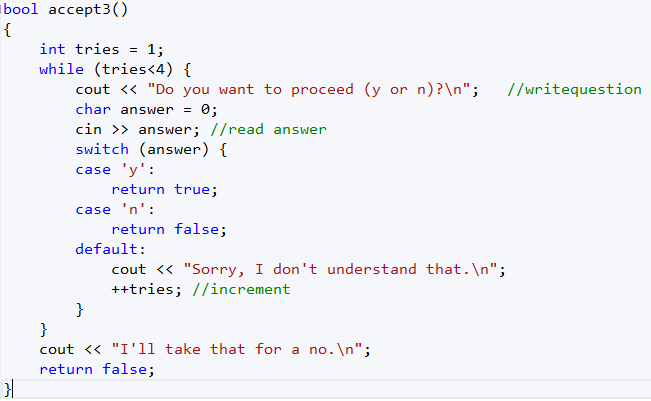 bool accept3()
{
    int tries = 1;
    while (tries<4) {
        cout << "Do you want to proceed (y or n)?\n";   //writequestion
        char answer = 0;
        cin >> answer; //read answer
        switch (answer) {
        case 'y':
            return true;
        case 'n':
            return false;
        default:
            cout << "Sorry, I don't understand that.\n";
            ++tries; //increment
        }
    }
    cout << "I'll take that for a no.\n";
    return false;
}